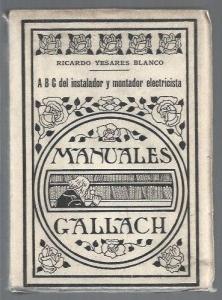 RICARDO YESARES BLANCO
A B C del instalador y montador electricista
MANUALES
GALLACH